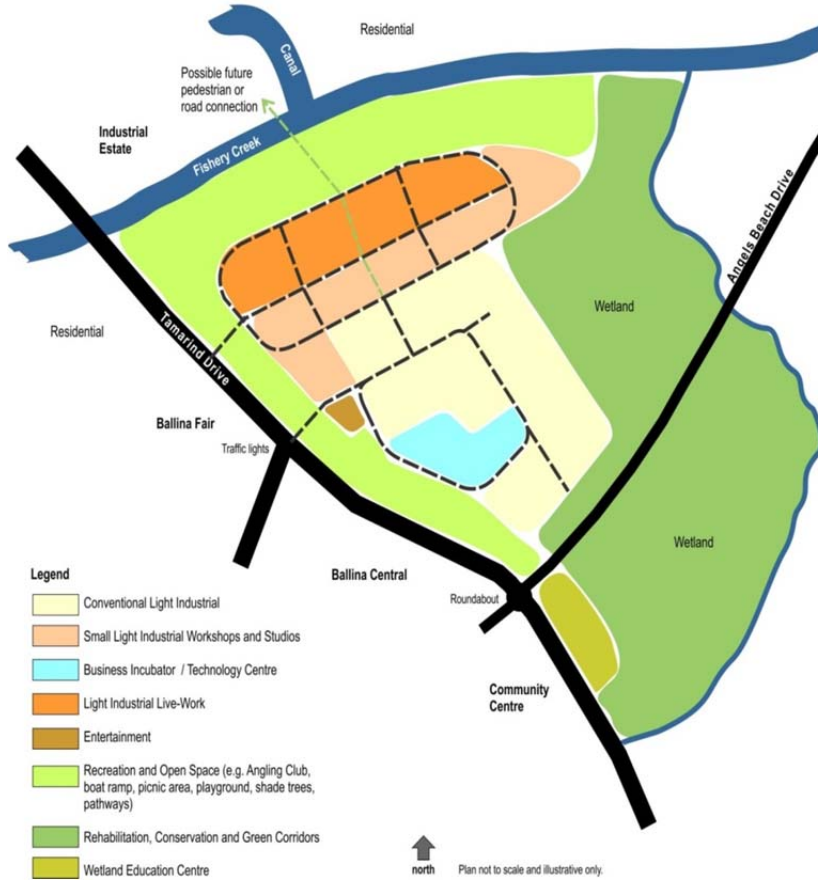 Residential
Canal
Possible future
pedestrian or
road connection
Industrial
Estate
Fishery Creek
Angels Beach Drive
Wetland
Residential
Tamarind Drive
Ballina Fair
Traffic lights
Wetland
Ballina Central
Roundabout
Community
Centre
Legend
Conventional Light Industrial
Small Light Industrial Workshops and Studios
Business Incubator / Technology Centre
Light Industrial Live-Work
Entertainment
Recreation and Open Space (e.g. Angling Club,
boat ramp, picnic area, playground, shade trees,
pathways)
Rehabilitation, Conservation and Green Corridors
Wetland Education Centre
north
Plan not to scale and illustrative only.